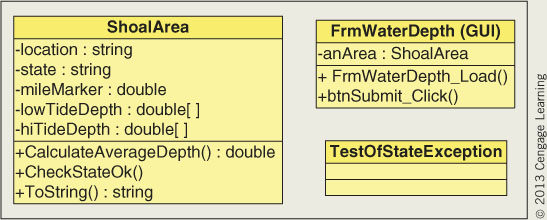 ShoalArea
-location : string
-state : string
-mileMarker : double
-lowTideDepth : double[ ]
-hiTideDepth : double[ ]
+CalculateAverageDepth() : double
+CheckStateOk()
+ToString() : string
FrmWaterDepth (GUI)
-anArea : ShoalArea
+ FrmWaterDepth_Load()
+btnSubmit_Click()
TestOfStateException
© 2013 Cengage Learning